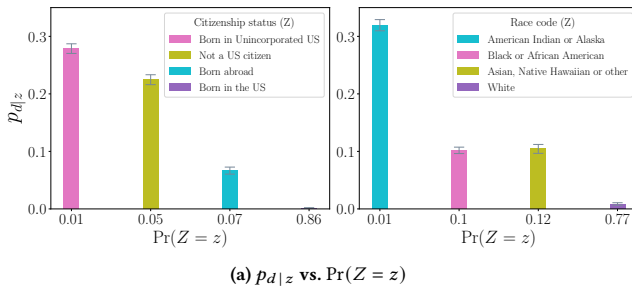 Citizenship status (Z)
Born in Unincorporated US
Not a US citizen
Born abroad
Born in the US
0.3
0.2
0.1
0.0
p_{d|z}
0.01 0.05 0.07 0.86
Pr(Z = z)
Race code (Z)
American Indian or Alaska
Black or African American
Asian, Native Hawaiian or other
White
0.3
0.2
0.1
0.0
0.01 0.1 0.12 0.77
Pr(Z = z)
(a) p_{d|z} vs. Pr(Z = z)